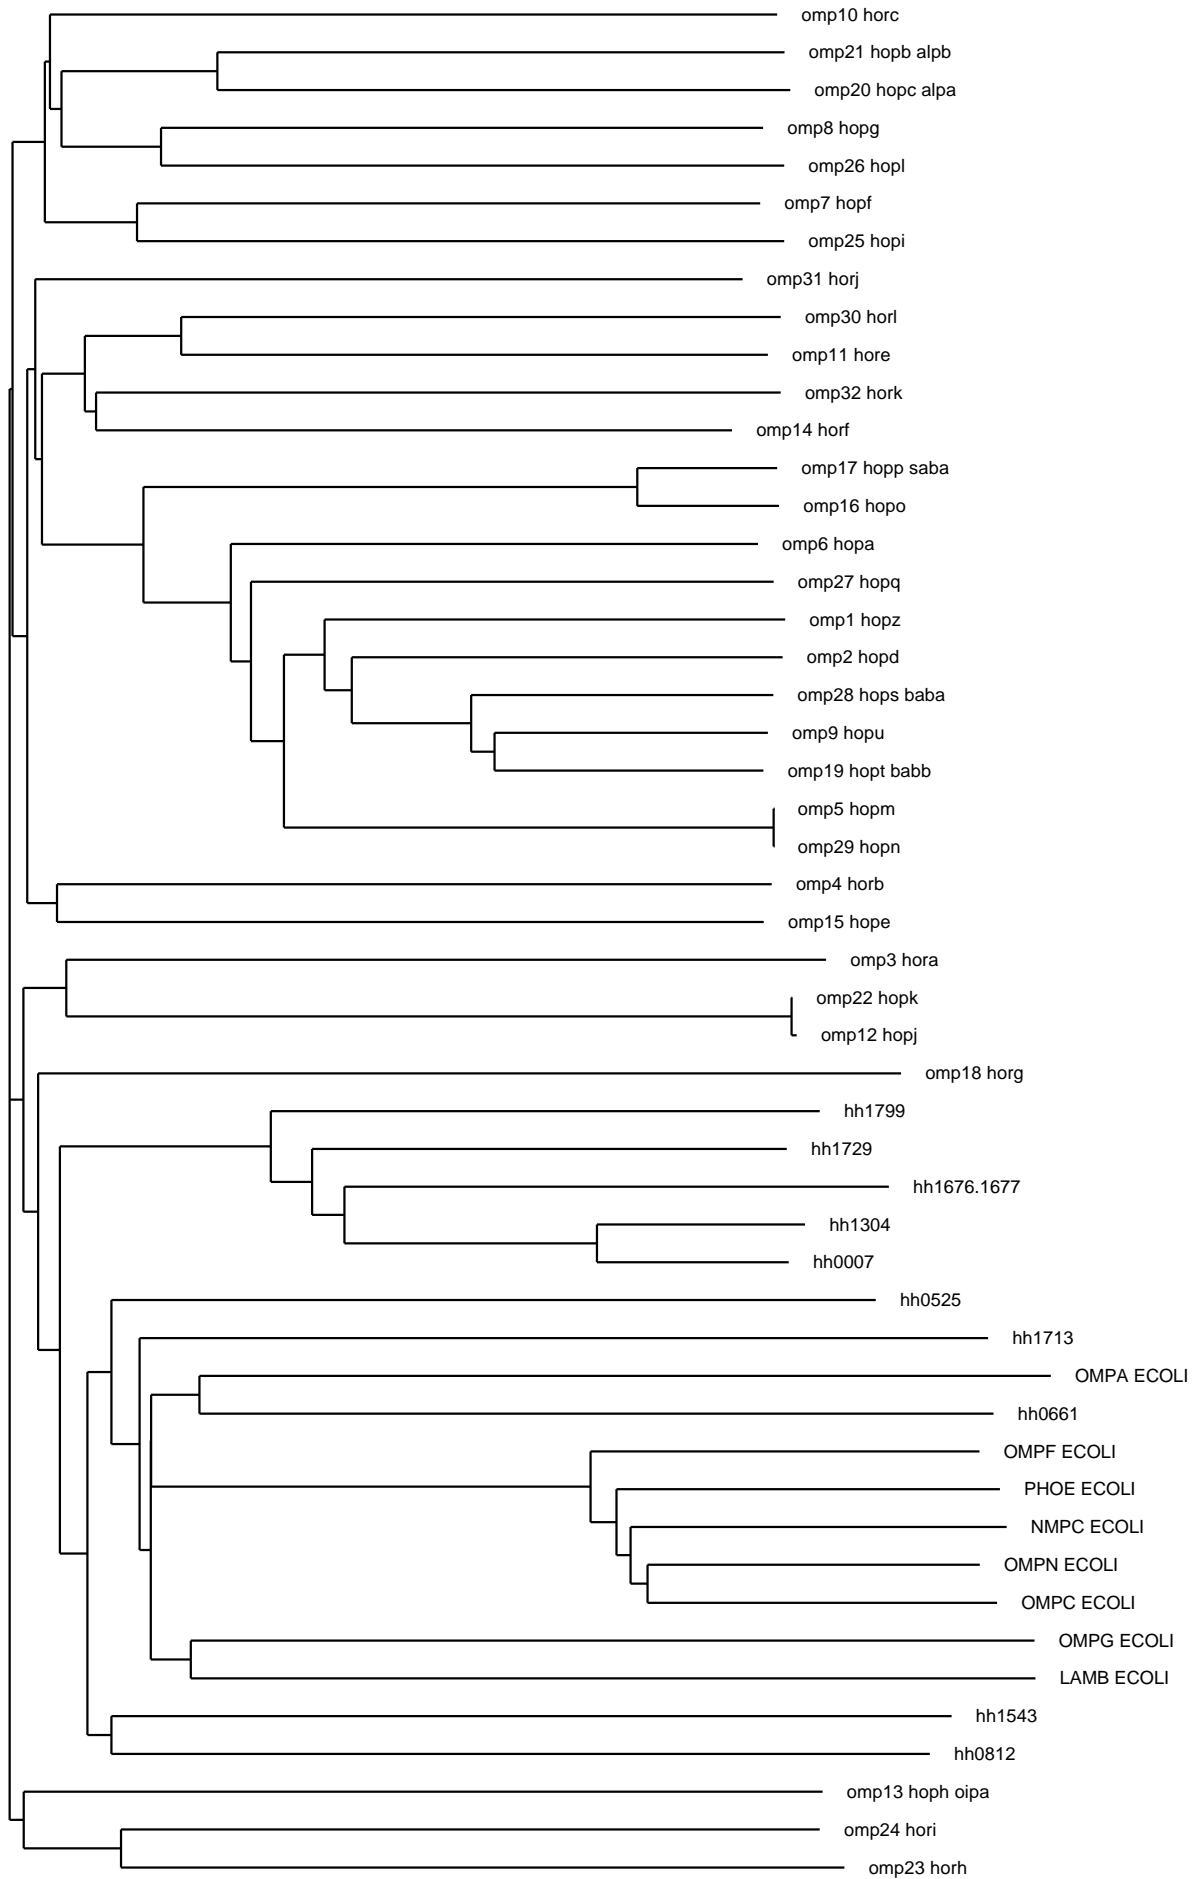 omp10 horc
omp21 hopb alpb
omp20 hopc alpa
omp8 hopg
omp26 hopl
omp7 hopf
omp25 hopi
omp31 horj
omp30 horl
omp11 hore
omp32 hork
omp14 horf
omp17 hopp saba
omp16 hopo
omp6 hopa
omp27 hopq
omp1 hopz
omp2 hopd
omp28 hops baba
omp9 hopu
omp19 hopt babb
omp5 hopm
omp29 hopn
omp4 horb
omp15 hope
omp3 hora
omp22 hopk
omp12 hopj
omp18 horg
hh1799
hh1729
hh1676.1677
hh1304
hh0007
hh0525
hh1713
OMPA ECOLI
hh0661
OMPF ECOLI
PHOE ECOLI
NMPC ECOLI
OMPN ECOLI
OMPC ECOLI
OMPG ECOLI
LAMB ECOLI
hh1543
hh0812
omp13 hoph oipa
omp24 hori
omp23 horh